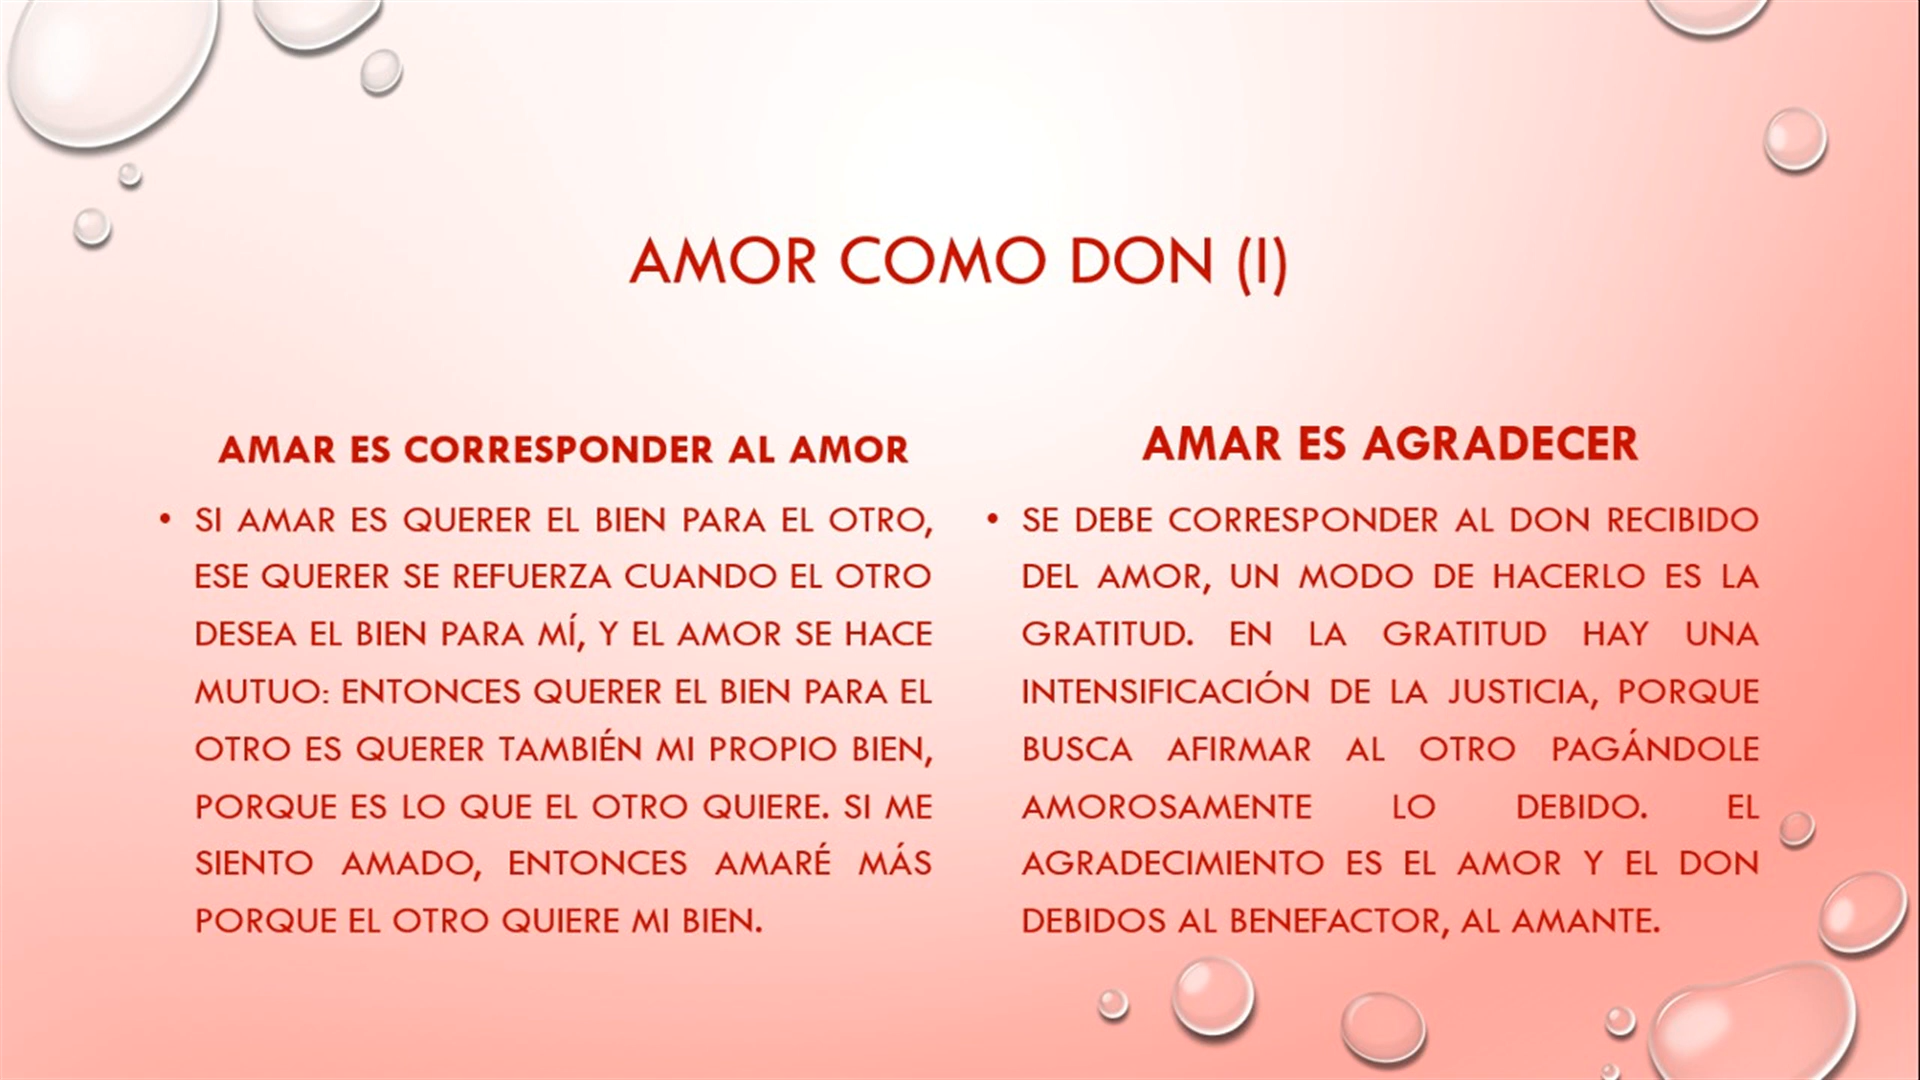 AMOR COMO DON (I)
AMAR ES CORRESPONDER AL AMOR
• SI AMAR ES QUERER EL BIEN PARA EL OTRO,
ESE QUERER SE REFUERZA CUANDO EL OTRO
DESEA EL BIEN PARA MÍ, Y EL AMOR SE HACE
MUTUO: ENTONCES QUERER EL BIEN PARA EL
OTRO ES QUERER TAMBIÉN MI PROPIO BIEN,
PORQUE ES LO QUE EL OTRO QUIERE. SI ME
SIENTO AMADO, ENTONCES AMARÉ MÁS
PORQUE EL OTRO QUIERE MI BIEN.
AMAR ES AGRADECER
• SE DEBE CORRESPONDER AL DON RECIBIDO
DEL AMOR, UN MODO DE HACERLO ES LA
GRATITUD. EN LA GRATITUD HAY UNA
INTENSIFICACIÓN DE LA JUSTICIA, PORQUE
BUSCA AFIRMAR AL OTRO PAGÁNDOLE
AMOROSAMENTE LO DEBIDO. EL
AGRADECIMIENTO ES EL AMOR Y EL DON
DEBIDOS AL BENEFACTOR, AL AMANTE.